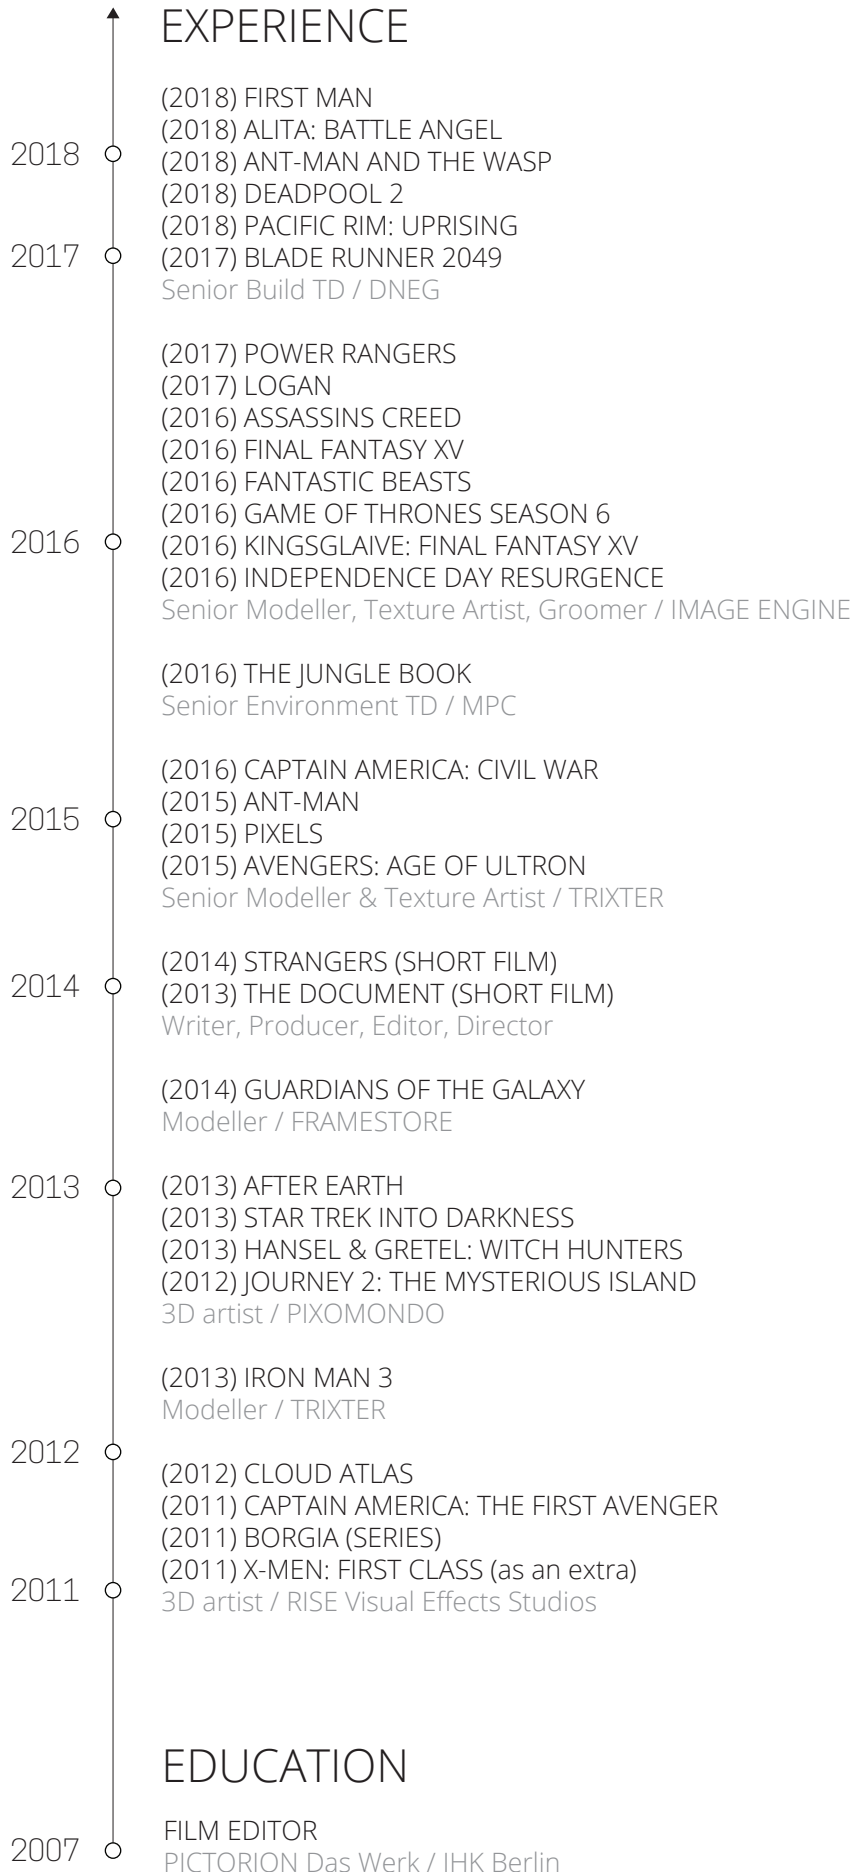 EXPERIENCE
(2018) FIRST MAN
(2018) ALITA: BATTLE ANGEL
2018
(2018) ANT-MAN AND THE WASP
(2018) DEADPOOL 2
(2018) PACIFIC RIM: UPRISING
2017
(2017) BLADE RUNNER 2049
Senior Build TD / DNEG
(2017) POWER RANGERS
(2017) LOGAN
(2016) ASSASSINS CREED
(2016) FINAL FANTASY XV
(2016) FANTASTIC BEASTS
(2016) GAME OF THRONES SEASON 6
2016
(2016) KINGSGLAIVE: FINAL FANTASY XV
(2016) INDEPENDENCE DAY RESURGENCE
Senior Modeller, Texture Artist, Groomer / IMAGE ENGINE
(2016) THE JUNGLE BOOK
Senior Environment TD / MPC
(2016) CAPTAIN AMERICA: CIVIL WAR
(2015) ANT-MAN
2015
(2015) PIXELS
(2015) AVENGERS: AGE OF ULTRON
Senior Modeller & Texture Artist / TRIXTER
(2014) STRANGERS (SHORT FILM)
2014
(2013) THE DOCUMENT (SHORT FILM)
Writer, Producer, Editor, Director
(2014) GUARDIANS OF THE GALAXY
Modeller / FRAMESTORE
2013
(2013) AFTER EARTH
(2013) STAR TREK INTO DARKNESS
(2013) HANSEL & GRETEL: WITCH HUNTERS
(2012) JOURNEY 2: THE MYSTERIOUS ISLAND
3D artist / PIXOMONDO
(2013) IRON MAN 3
Modeller / TRIXTER
2012
(2012) CLOUD ATLAS
(2011) CAPTAIN AMERICA: THE FIRST AVENGER
(2011) BORGIA (SERIES)
(2011) X-MEN: FIRST CLASS (as an extra)
2011
3D artist / RISE Visual Effects Studios
EDUCATION
FILM EDITOR
2007
PICTORION Das Werk / IHK Berlin